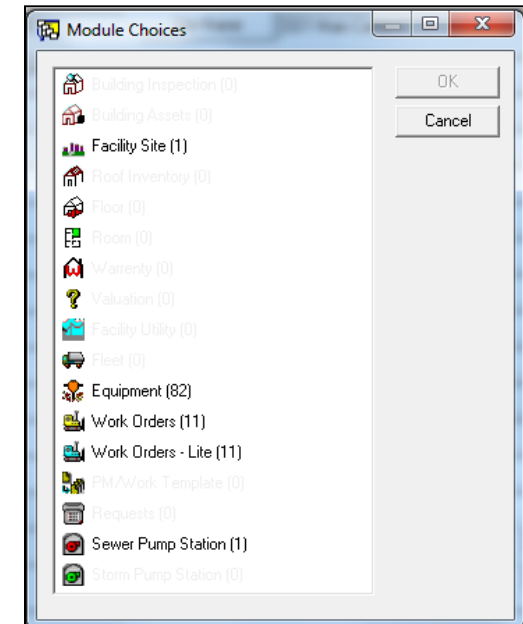 Module Choices
Building Inspection (0)
OK
Building Assets (0)
Cancel
Facility Site (1)
Roof Inventory (0)
Floor (0)
Room (0)
Warrenty (0)
Valuation (0)
Facility Utility (0)
Fleet (0)
Equipment (82)
Work Orders (11)
Work Orders - Lite (11)
PM/Work Template (0)
Requests (0)
Sewer Pump Station (1)
Storm Pump Station (0)